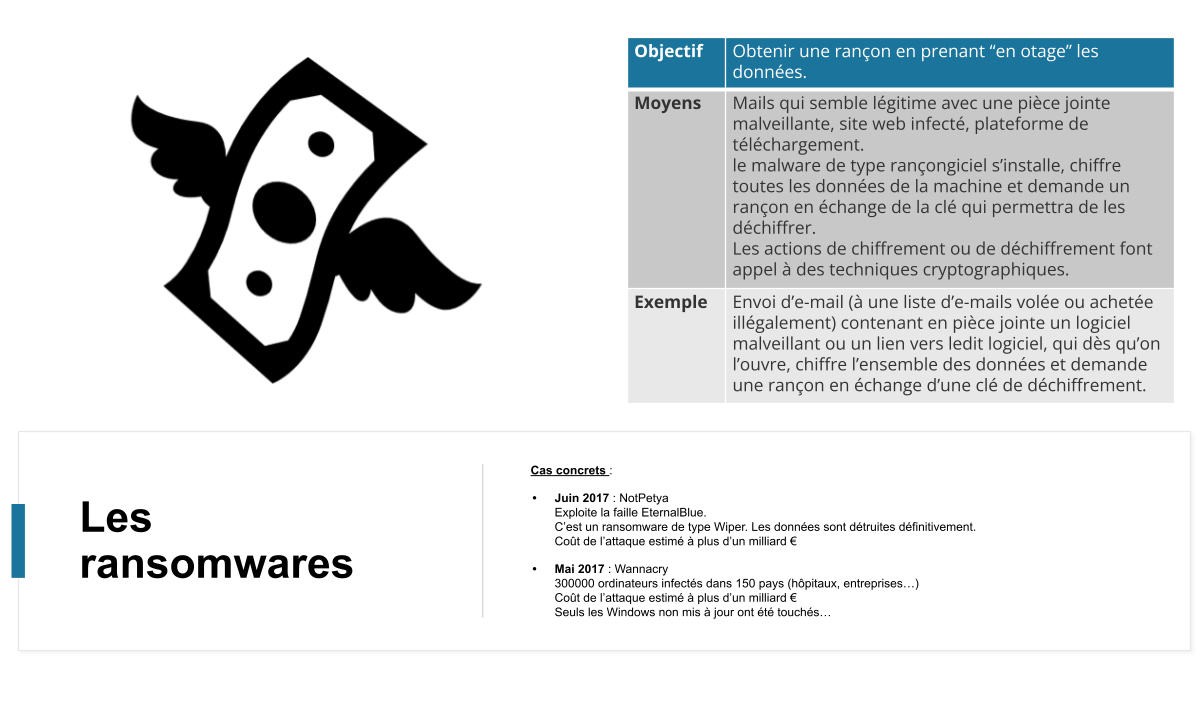 Objectif
Obtenir une rançon en prenant “en otage” les
données.
Moyens
Mails qui semble légitime avec une pièce jointe
malveillante, site web infecté, plateforme de
téléchargement.
le malware de type rançongiciel s’installe, chiffre
toutes les données de la machine et demande un
rançon en échange de la clé qui permettra de les
déchiffrer.
Les actions de chiffrement ou de déchiffrement font
appel à des techniques cryptographiques.
Exemple
Envoi d’e-mail (à une liste d’e-mails volée ou achetée
illégalement) contenant en pièce jointe un logiciel
malveillant ou un lien vers ledit logiciel, qui dès qu’on
l’ouvre, chiffre l’ensemble des données et demande
une rançon en échange d’une clé de déchiffrement.
Les
ransomwares
Cas concrets :
• Juin 2017 : NotPetya
Exploite la faille EternalBlue.
C’est un ransomware de type Wiper. Les données sont détruites définitivement.
Coût de l’attaque estimé à plus d’un milliard €
• Mai 2017 : Wannacry
300000 ordinateurs infectés dans 150 pays (hôpitaux, entreprises…)
Coût de l’attaque estimé à plus d’un milliard €
Seuls les Windows non mis à jour ont été touchés…